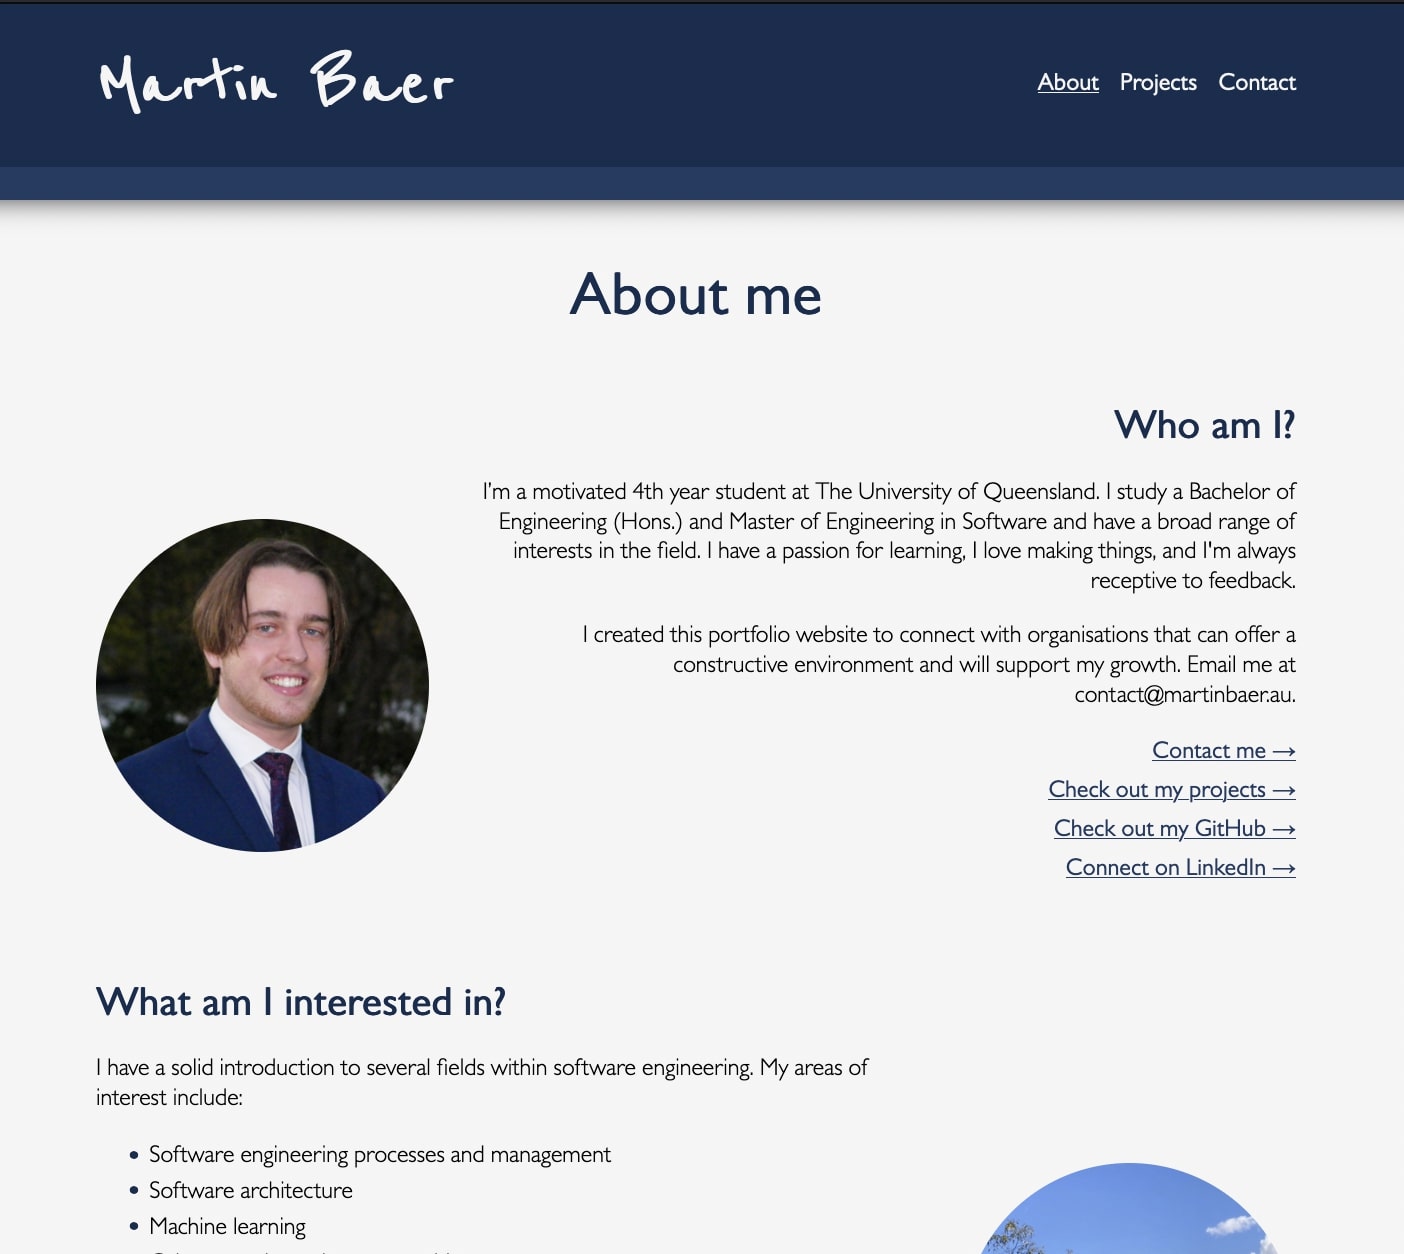 Martin Baer
About Projects Contact
About me
Who am I?
I'm a motivated 4th year student at The University of Queensland. I study a Bachelor of
Engineering (Hons.) and Master of Engineering in Software and have a broad range of
interests in the field. I have a passion for learning, I love making things, and I'm always
receptive to feedback.
I created this portfolio website to connect with organisations that can offer a
constructive environment and will support my growth. Email me at
contact@martinbaer.au.
Contact me →
Check out my projects →
Check out my GitHub →
Connect on LinkedIn →
What am I interested in?
I have a solid introduction to several fields within software engineering. My areas of
interest include:
• Software engineering processes and management
• Software architecture
• Machine learning